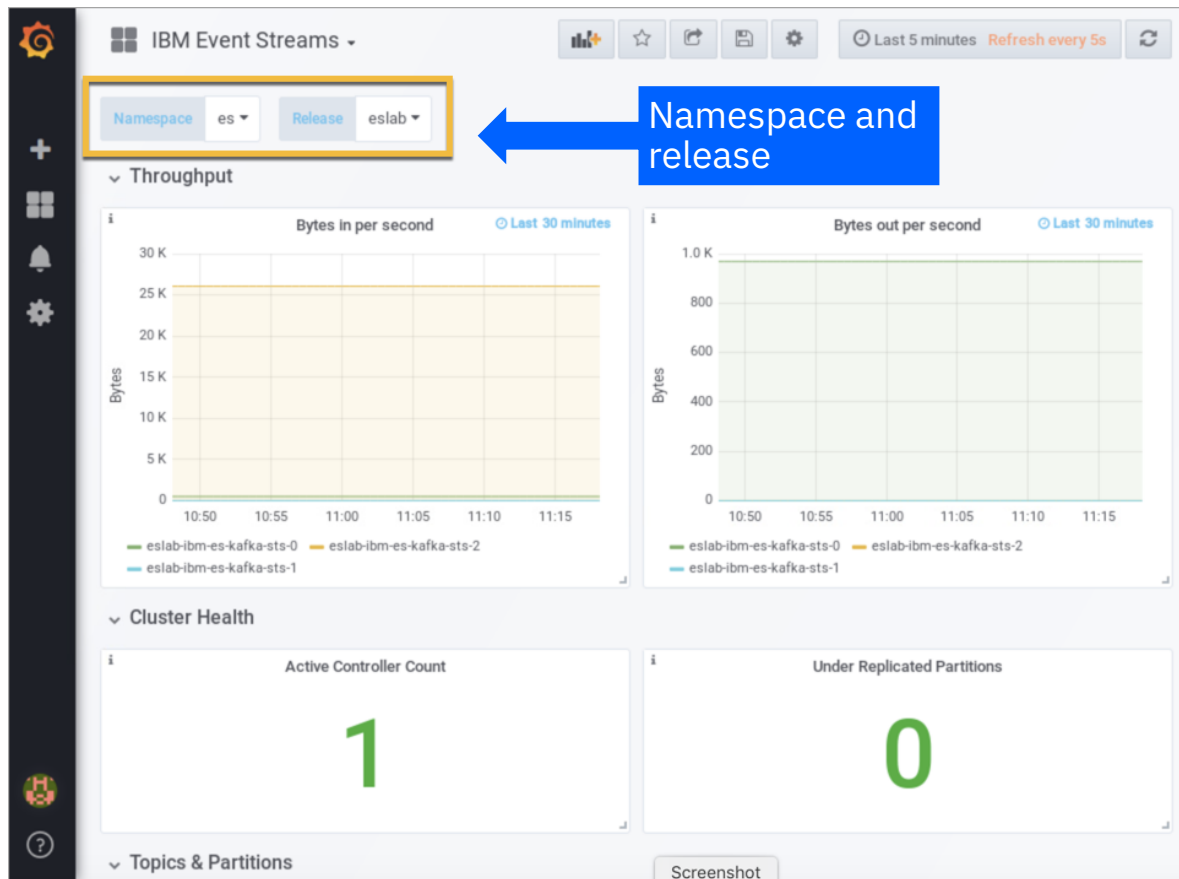 IBM Event Streams
Last 5 minutes Refresh every 5s
Namespace es Release eslab
Namespace and
release
Throughput
i
Bytes in per second
Last 30 minutes
30 K
25 K
20 K
15 K
10 K
5 K
0
Bytes
10:50 10:55 11:00 11:05 11:10 11:15
eslab-ibm-es-kafka-sts-0 eslab-ibm-es-kafka-sts-2
eslab-ibm-es-kafka-sts-1
i
Bytes out per second
Last 30 minutes
1.0 K
800
600
400
200
0
Bytes
10:50 10:55 11:00 11:05 11:10 11:15
eslab-ibm-es-kafka-sts-0 eslab-ibm-es-kafka-sts-2
eslab-ibm-es-kafka-sts-1
Cluster Health
i
Active Controller Count
1
i
Under Replicated Partitions
0
?
Topics & Partitions
Screenshot